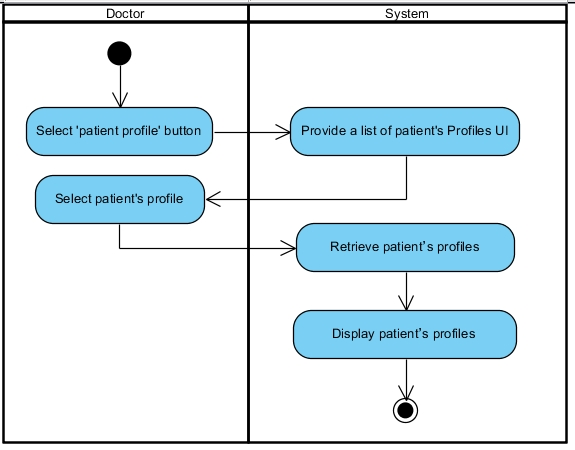 Doctor
System
Select 'patient profile' button
Provide a list of patient's Profiles UI
Select patient's profile
Retrieve patient’s profiles
Display patient’s profiles